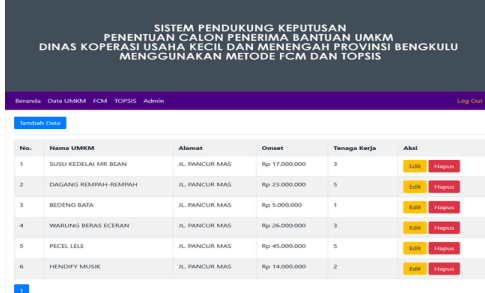 SISTEM PENDUKUNG KEPUTUSAN
PENENTUAN CALON PENERIMA BANTUAN UMKM
DINAS KOPERASI USAHA KECIL DAN MENENGAH PROVINSI BENGKULU
MENGGUNAKAN METODE FCM DAN TOPSIS
Beranda Data UMKM FCM TOPSIS Admin Log Out
Tembah Data
No. Nama UMKM Alamat Omset Tenaga Kerja Aksi
1 SUSU KEDELAI MR BEAN JL. PANCUR MAS Rp 17.000.000 3 Edit Hapus
2 DAGANG REMPAH-REMPAH JL. PANCUR MAS Rp 23.000.000 5 Edit Hapus
3 BEDENG BATA JL. PANCUR MAS Rp 5.000.000 1 Edit Hapus
4 WARUNG BERAS ECERAN JL. PANCUR MAS Rp 26.000.000 3 Edit Hapus
5 PECEL LELE JL. PANCUR MAS Rp 45.000.000 5 Edit Hapus
6 HENDIFY MUSIK JL. PANCUR MAS Rp 14.000.000 2 Edit Hapus
1